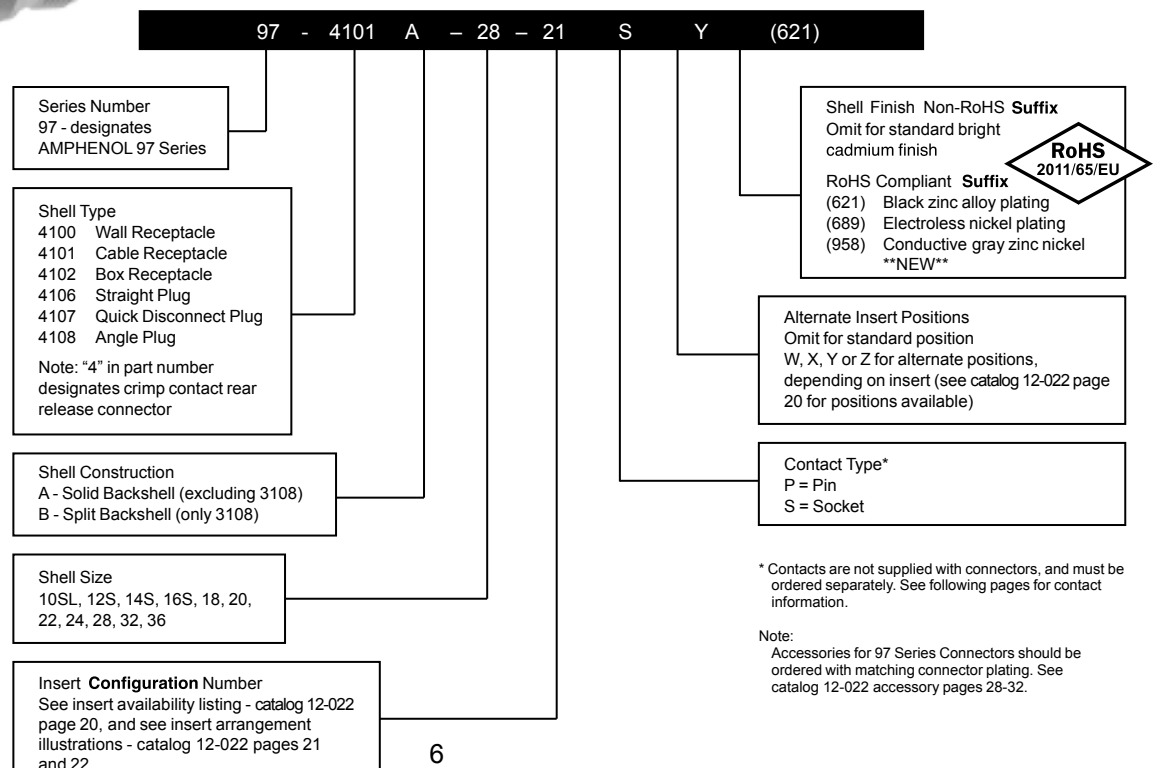 97 - 4101 A – 28 – 21 S Y (621)
Series Number
97 - designates
AMPHENOL 97 Series
Shell Type
4100 Wall Receptacle
4101 Cable Receptacle
4102 Box Receptacle
4106 Straight Plug
4107 Quick Disconnect Plug
4108 Angle Plug
Note: “4” in part number
designates crimp contact rear
release connector
Shell Construction
A - Solid Backshell (excluding 3108)
B - Split Backshell (only 3108)
Shell Size
10SL, 12S, 14S, 16S, 18, 20,
22, 24, 28, 32, 36
Insert Configuration Number
See insert availability listing - catalog 12-022
page 20, and see insert arrangement
illustrations - catalog 12-022 pages 21
and 22
Shell Finish Non-RoHS Suffix
Omit for standard bright
cadmium finish
RoHS
2011/65/EU
RoHS Compliant Suffix
(621) Black zinc alloy plating
(689) Electroless nickel plating
(958) Conductive gray zinc nickel
**NEW**
Alternate Insert Positions
Omit for standard position
W, X, Y or Z for alternate positions,
depending on insert (see catalog 12-022 page
20 for positions available)
Contact Type*
P = Pin
S = Socket
* Contacts are not supplied with connectors, and must be
ordered separately. See following pages for contact
information.
Note:
Accessories for 97 Series Connectors should be
ordered with matching connector plating. See
catalog 12-022 accessory pages 28-32.
6